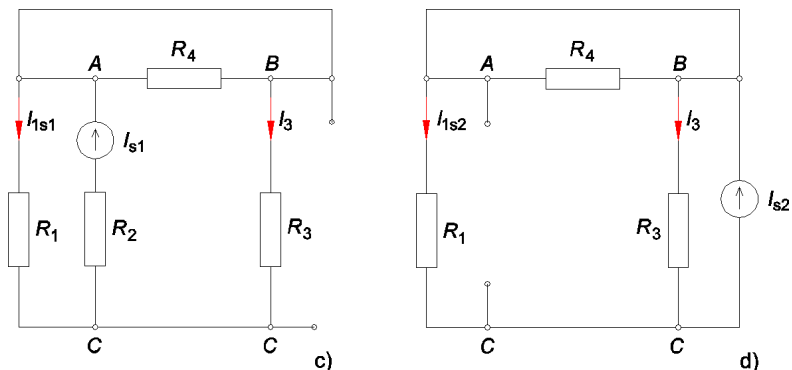 A R4 B
I1s1 Is1 I3
R1 R2 R3
C C
c)
A R4 B
I1s2 I3
Is2
R1 R3
C C
d)